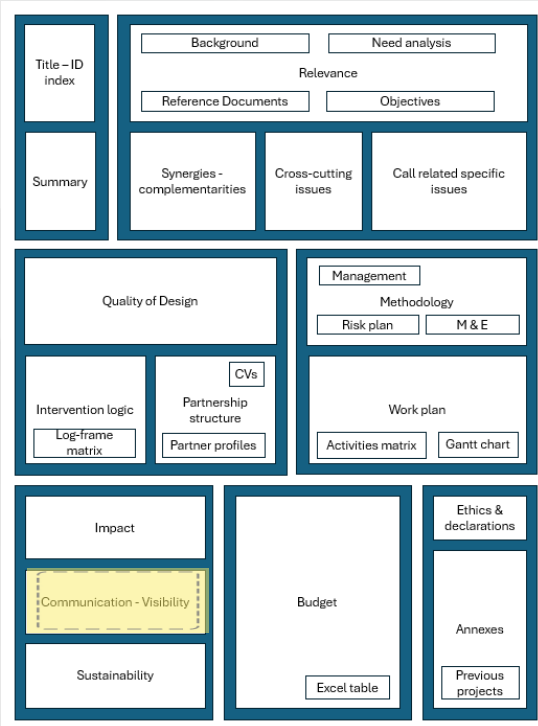 Title – ID
index
Background
Need analysis
Relevance
Reference Documents
Objectives
Summary
Synergies -
complementarities
Cross-cutting
issues
Call related specific
issues
Quality of Design
Management
Methodology
Risk plan
M & E
Intervention logic
Log-frame
matrix
CVs
Partnership
structure
Partner profiles
Work plan
Activities matrix
Gantt chart
Impact
Communication - Visibility
Sustainability
Budget
Excel table
Ethics &
declarations
Annexes
Previous
projects